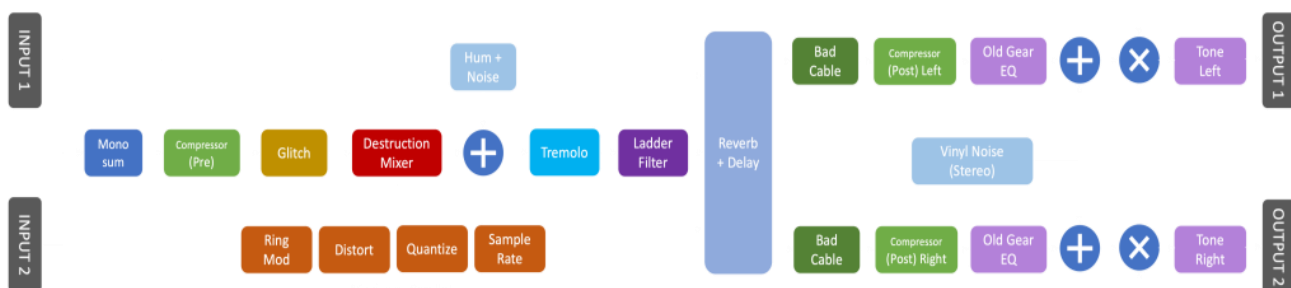 INPUT 1
Hum +
Noise
Bad
Cable
Compressor
(Post) Left
Old Gear
EQ
+
×
Tone
Left
OUTPUT 1
Mono
sum
Compressor
(Pre)
Glitch
Destruction
Mixer
+
Tremolo
Ladder
Filter
Reverb
+ Delay
Vinyl Noise
(Stereo)
INPUT 2
Ring
Mod
Distort
Quantize
Sample
Rate
Bad
Cable
Compressor
(Post) Right
Old Gear
EQ
+
×
Tone
Right
OUTPUT 2